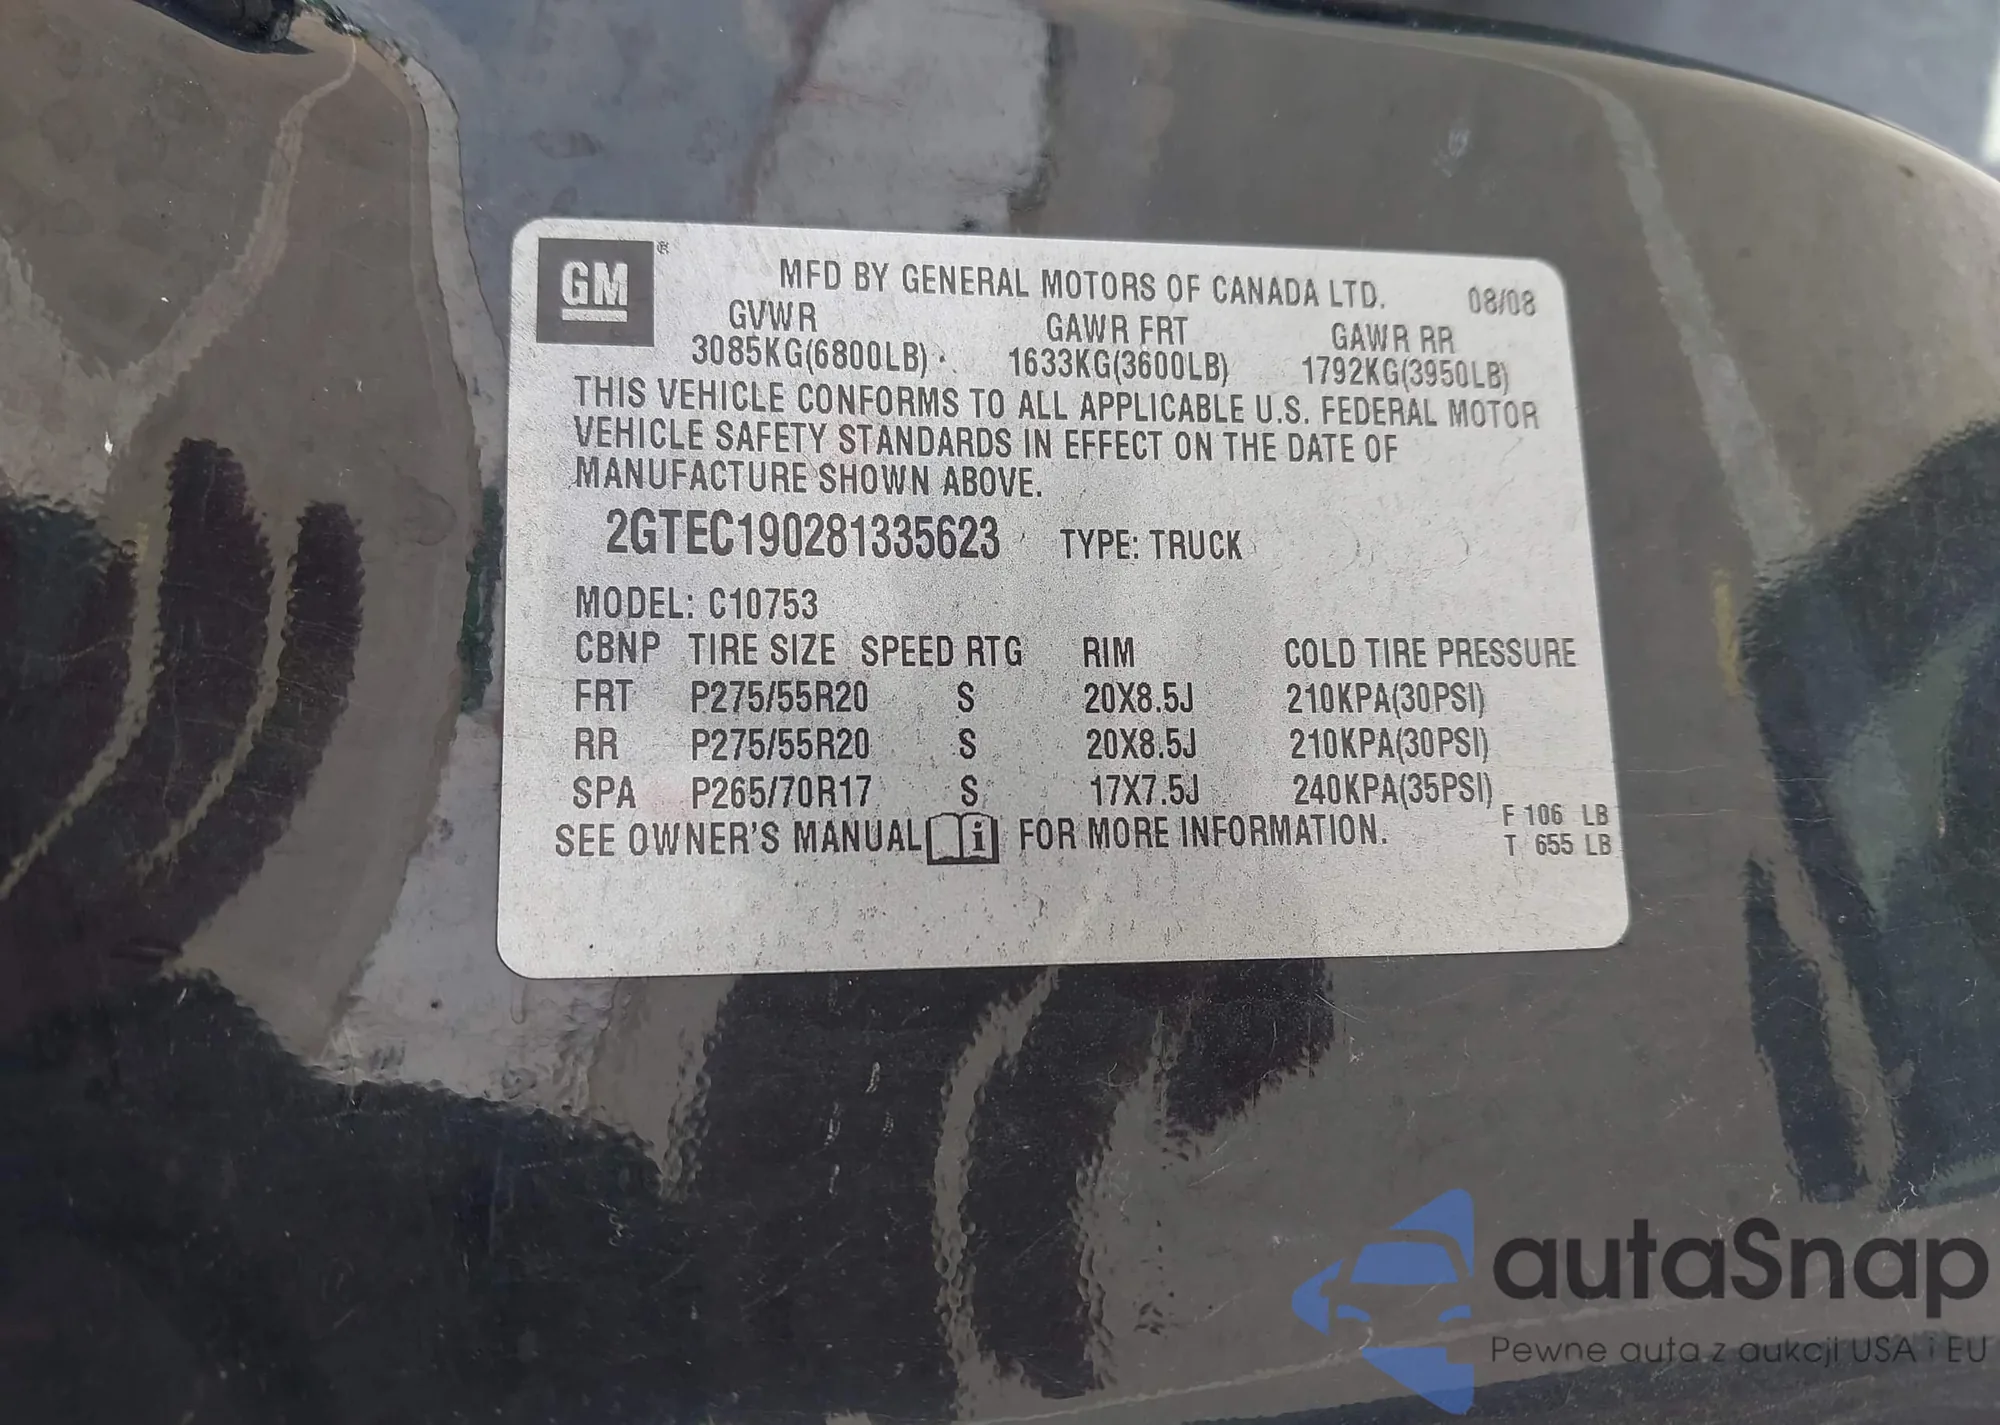 GM ®
MFD BY GENERAL MOTORS OF CANADA LTD. 08/08
GVWR GAWR FRT GAWR RR
3085KG(6800LB) 1633KG(3600LB) 1792KG(3950LB)
THIS VEHICLE CONFORMS TO ALL APPLICABLE U.S. FEDERAL MOTOR
VEHICLE SAFETY STANDARDS IN EFFECT ON THE DATE OF
MANUFACTURE SHOWN ABOVE.
2GTEC190281335623 TYPE: TRUCK
MODEL: C10753
CBNP TIRE SIZE SPEED RTG RIM COLD TIRE PRESSURE
FRT P275/55R20 S 20X8.5J 210KPA(30PSI)
RR P275/55R20 S 20X8.5J 210KPA(30PSI)
SPA P265/70R17 S 17X7.5J 240KPA(35PSI)
SEE OWNER'S MANUAL i FOR MORE INFORMATION.
F 106 LB
T 655 LB
autaSnap
Pewne auta z aukcji USA i EU